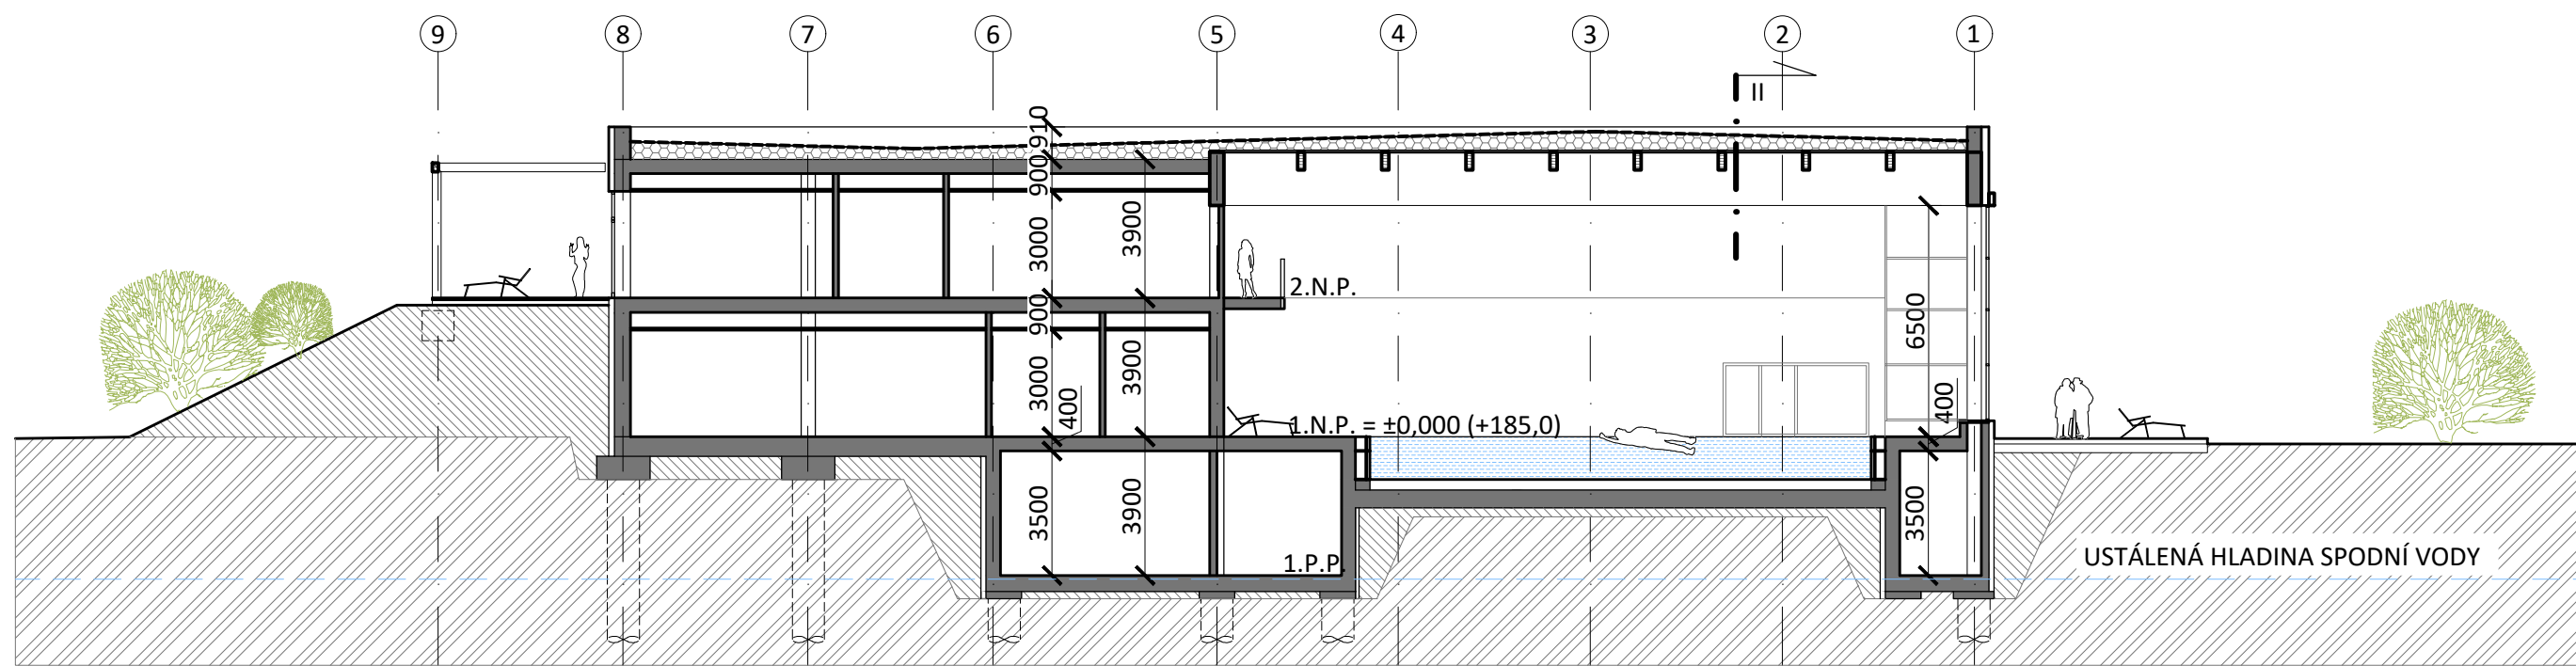 9 8 7 6 5 4 3 2 1
II
910
900
3000
3900
2.N.P.
900
6500
3000
3900
400
400
1.N.P. = ±0,000 (+185,0)
3500
3900
3500
1.P.P.
USTÁLENÁ HLADINA SPODNÍ VODY